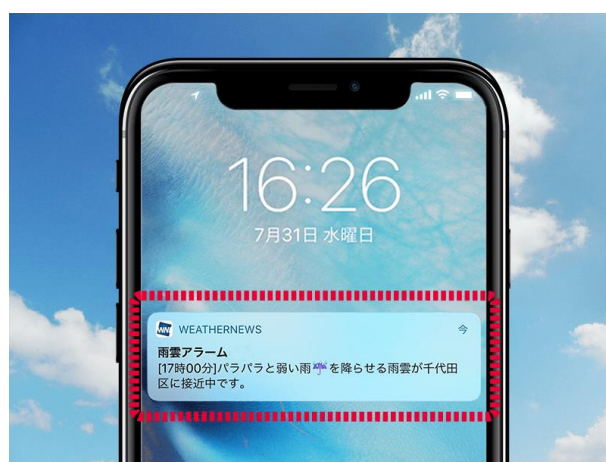 16:26
7月31日 水曜日
WN WEATHERNEWS 今
雨雲アラーム
[17時00分]パラパラと弱い雨☔を降らせる雨雲が千代田
区に接近中です。